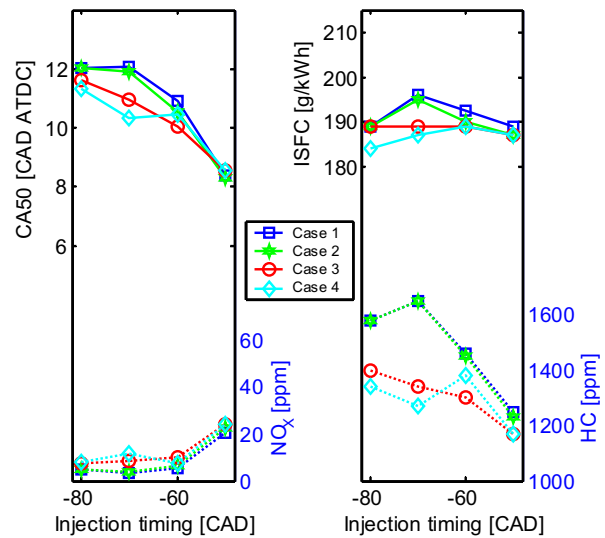 CA50 [CAD ATDC]
12
10
8
6
NOX [ppm]
60
40
20
0
-80
-60
Injection timing [CAD]
Case 1
Case 2
Case 3
Case 4
ISFC [g/kWh]
210
200
190
180
HC [ppm]
1600
1400
1200
1000
-80
-60
Injection timing [CAD]